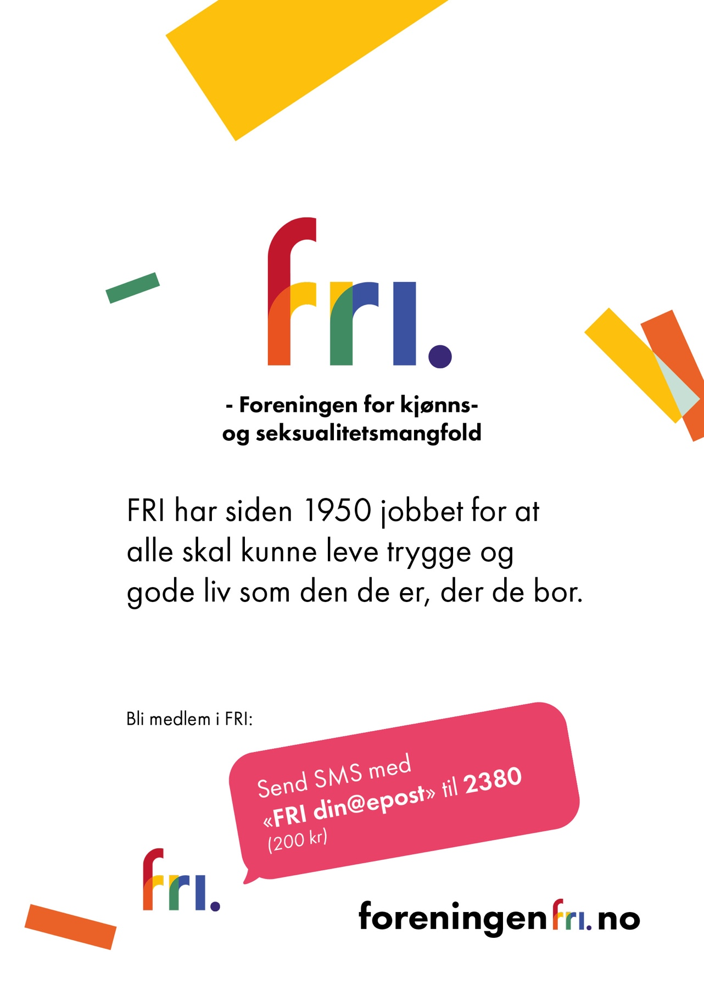 fri.
- Foreningen for kjønns-
og seksualitetsmangfold
FRI har siden 1950 jobbet for at
alle skal kunne leve trygge og
gode liv som den de er, der de bor.
Bli medlem i FRI:
Send SMS med
«FRI din@epost» til 2380
(200 kr)
fri.
foreningenfri.no